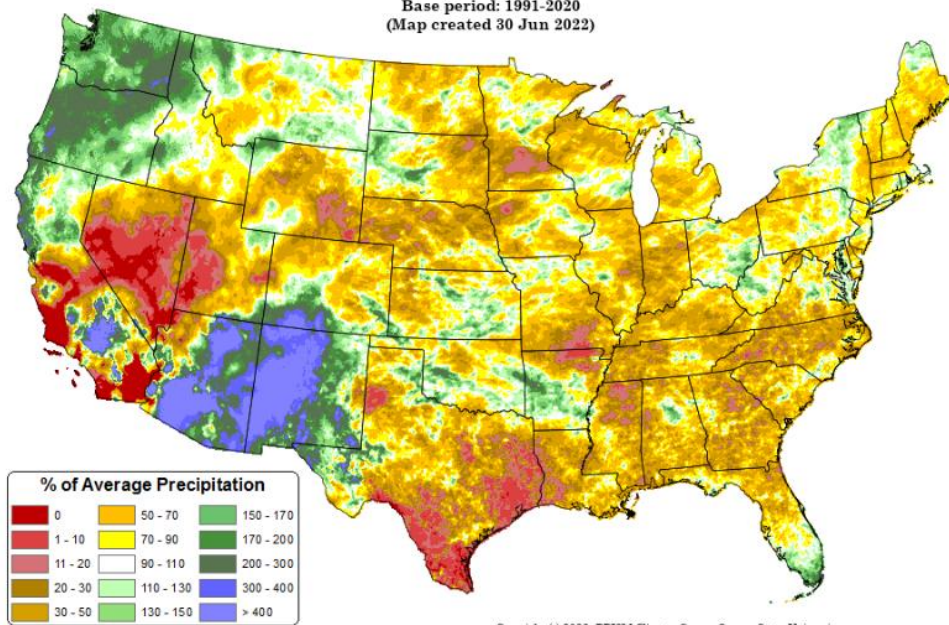 Base period: 1991-2020
(Map created 30 Jun 2022)
% of Average Precipitation
0
1 - 10
11 - 20
20 - 30
30 - 50
50 - 70
70 - 90
90 - 110
110 - 130
130 - 150
150 - 170
170 - 200
200 - 300
300 - 400
> 400